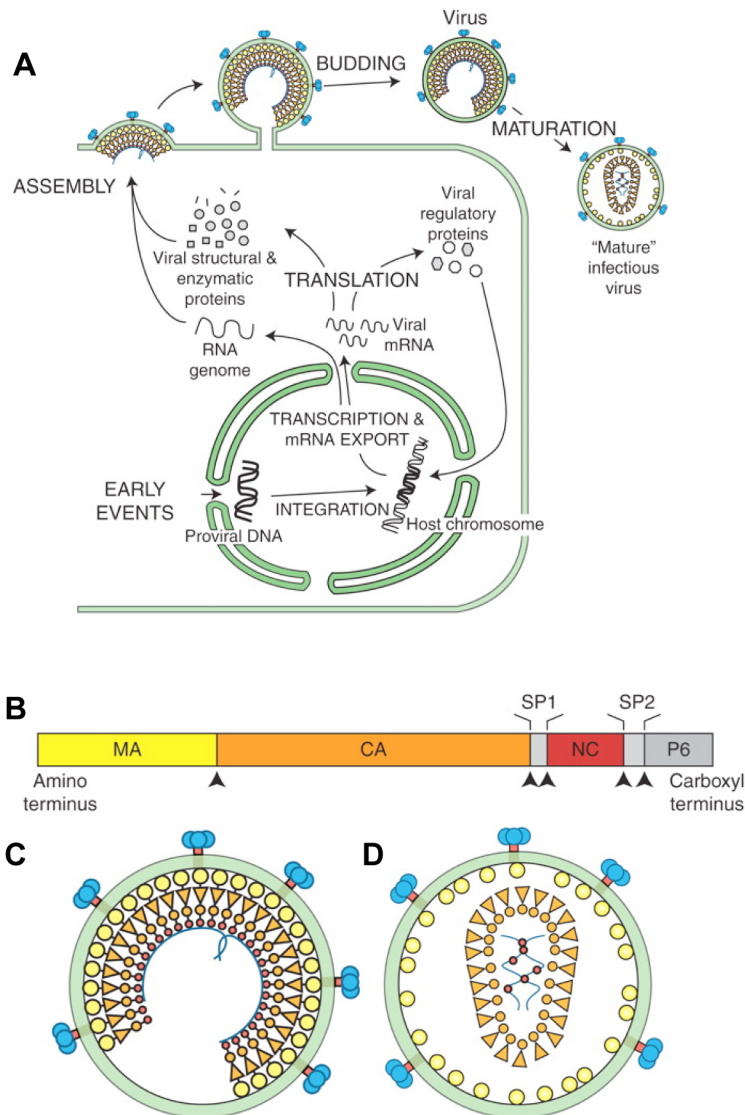 A
Virus
BUDDING
MATURATION
ASSEMBLY
Viral
regulatory
proteins
"Mature"
infectious
virus
Viral structural &
enzymatic
proteins
TRANSLATION
RNA
genome
Viral
mRNA
TRANSCRIPTION &
mRNA EXPORT
EARLY
EVENTS
INTEGRATION
Host chromosome
Proviral DNA
B
SP1
SP2
MA
CA
NC
P6
Amino
terminus
Carboxyl
terminus
C
D